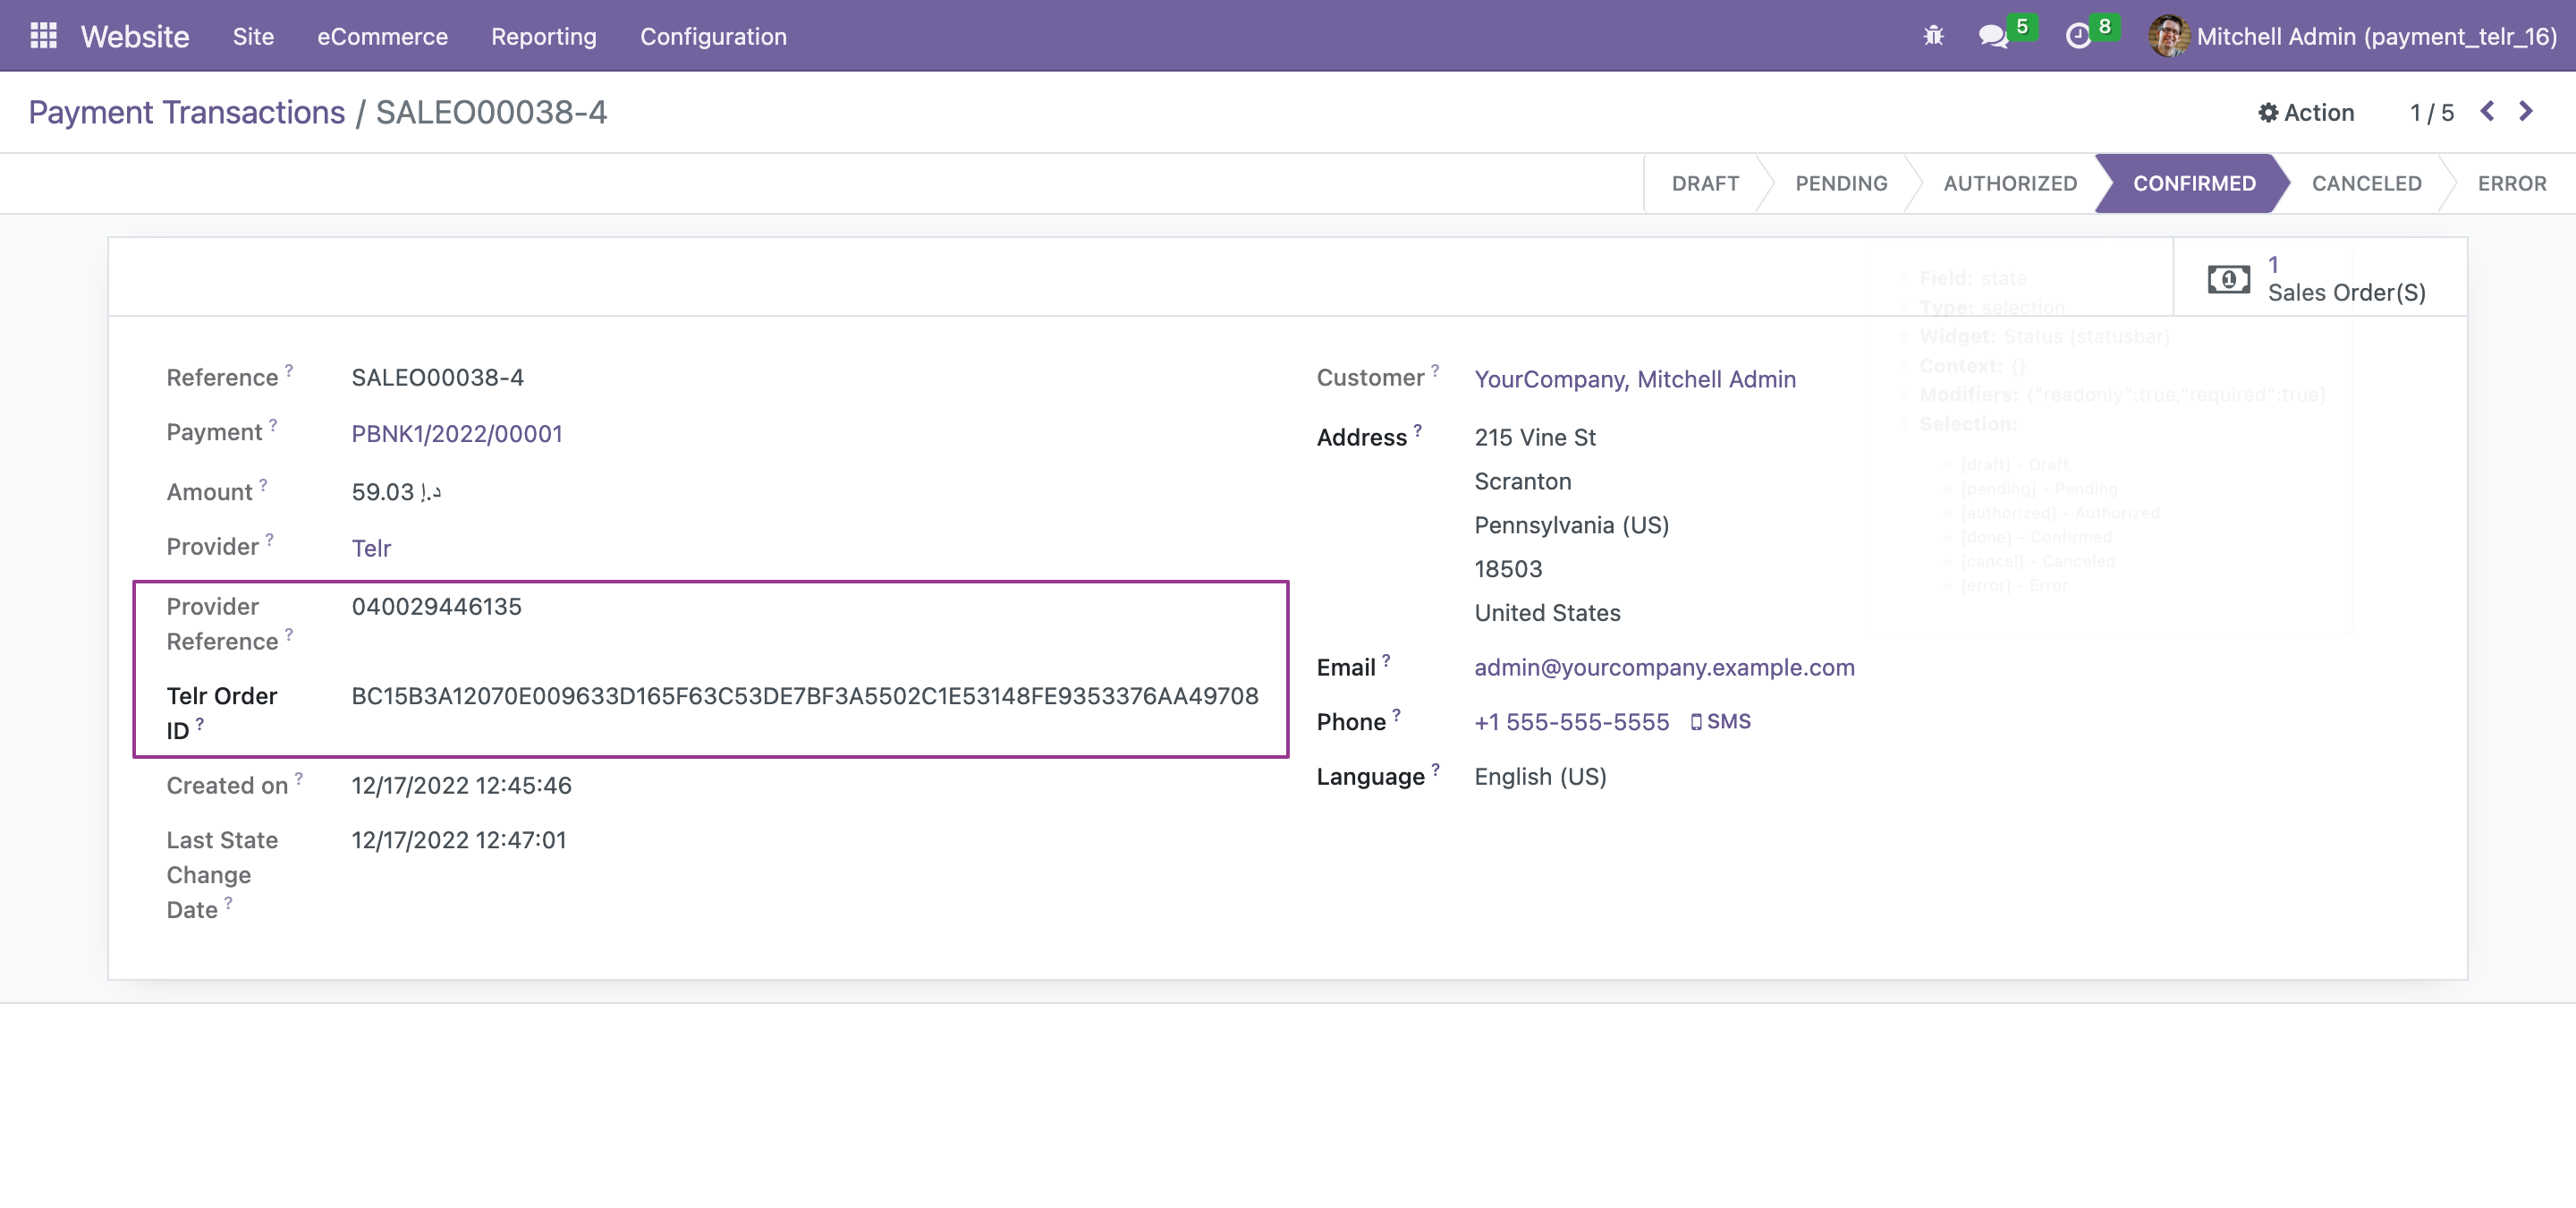 Website Site eCommerce Reporting Configuration 5 8 Mitchell Admin (payment_telr_16)
Payment Transactions / SALEO00038-4 Action 1 / 5
DRAFT PENDING AUTHORIZED CONFIRMED CANCELED ERROR
1
Sales Order(S)
Reference ? SALEO00038-4
Payment ? PBNK1/2022/00001
Amount ? 59.03 د.إ
Provider ? Telr
Provider
Reference ? 040029446135
Telr Order
ID ? BC15B3A12070E009633D165F63C53DE7BF3A5502C1E53148FE9353376AA49708
Created on ? 12/17/2022 12:45:46
Last State
Change
Date ? 12/17/2022 12:47:01
Customer ? YourCompany, Mitchell Admin
Address ? 215 Vine St
Scranton
Pennsylvania (US)
18503
United States
Email ? admin@yourcompany.example.com
Phone ? +1 555-555-5555 SMS
Language ? English (US)
Field: state
Type: selection
Widget: Status (statusbar)
Context: {}
Modifiers: {"readonly":true,"required":true}
Selection:
[draft] - Draft
[pending] - Pending
[authorized] - Authorized
[done] - Confirmed
[cancel] - Canceled
[error] - Error